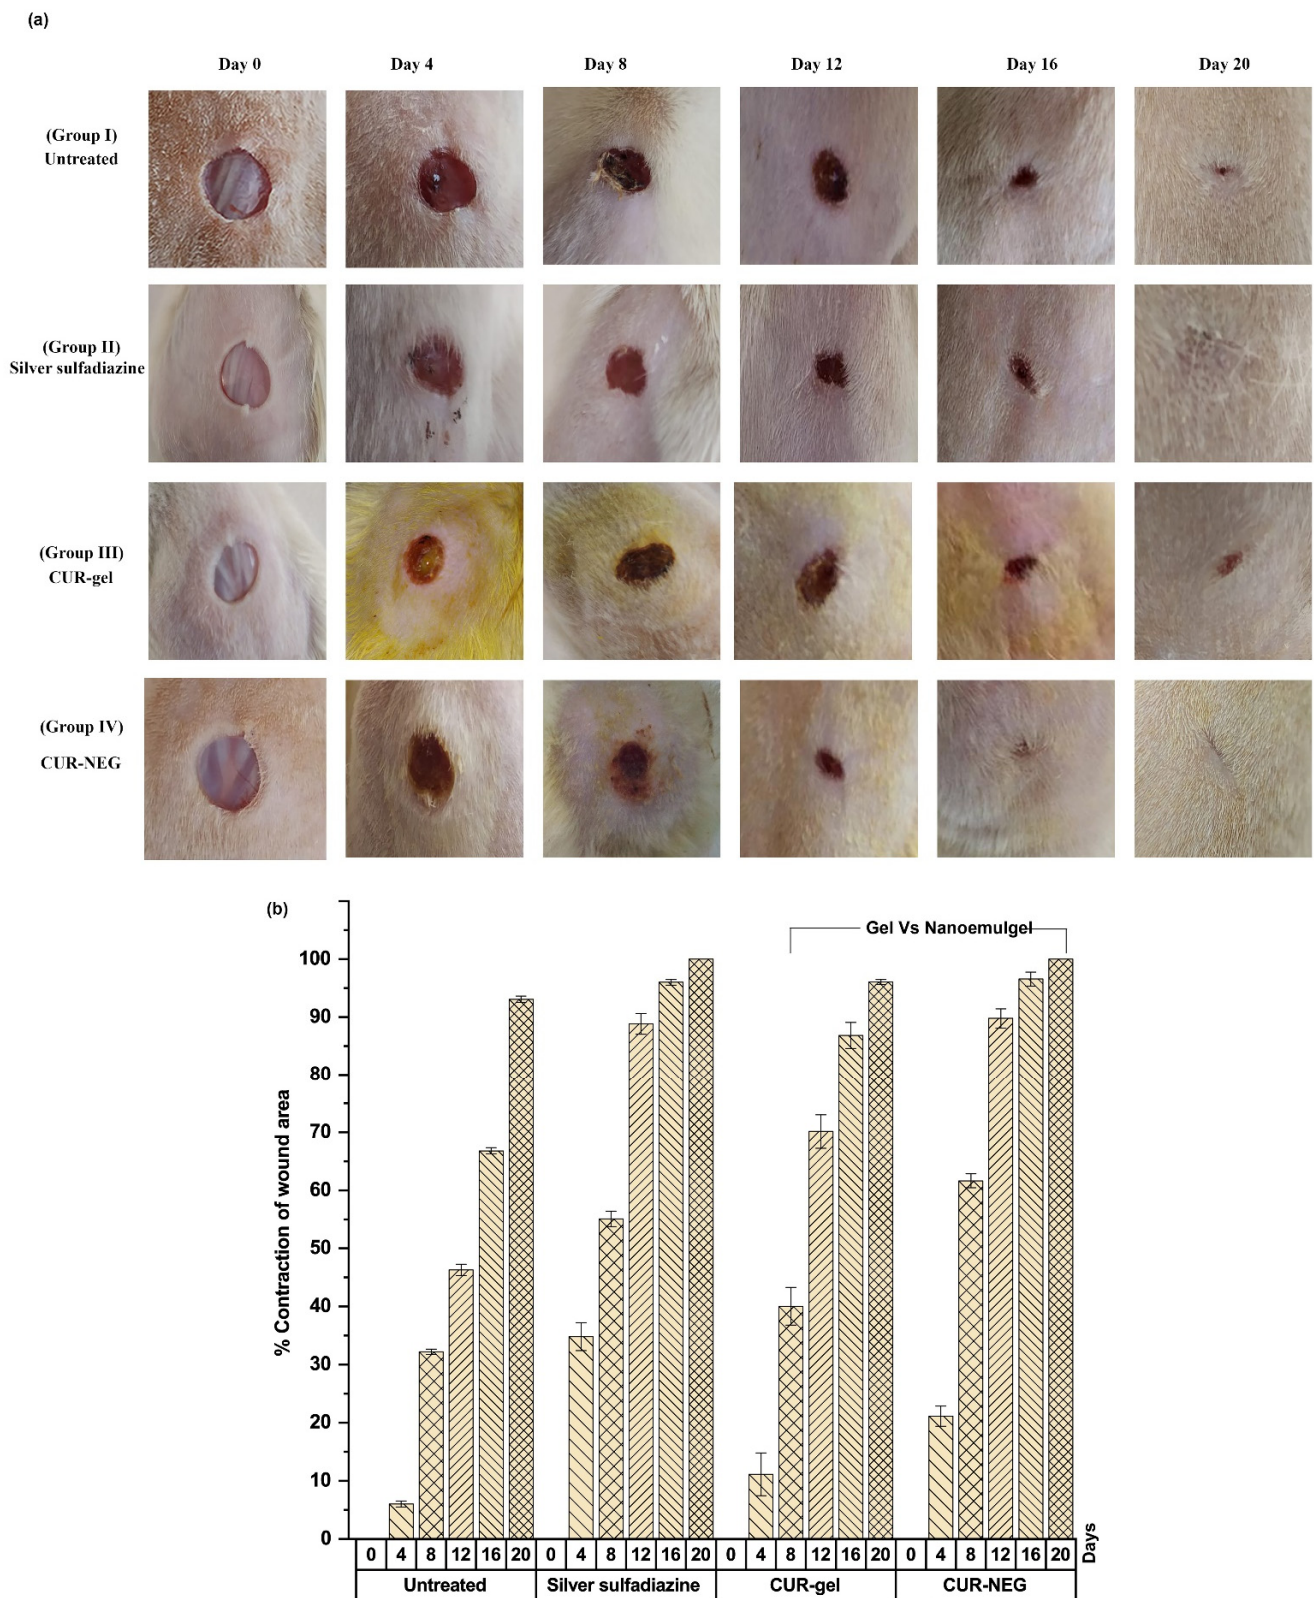 (a)
Day 0 Day 4 Day 8 Day 12 Day 16 Day 20
(Group I)
Untreated
(Group II)
Silver sulfadiazine
(Group III)
CUR-gel
(Group IV)
CUR-NEG
(b)
Gel Vs Nanoemulgel
100
90
80
70
60
50
40
30
20
10
0
% Contraction of wound area
0 4 8 12 16 20 0 4 8 12 16 20 0 4 8 12 16 20 0 4 8 12 16 20
Days
Untreated Silver sulfadiazine CUR-gel CUR-NEG